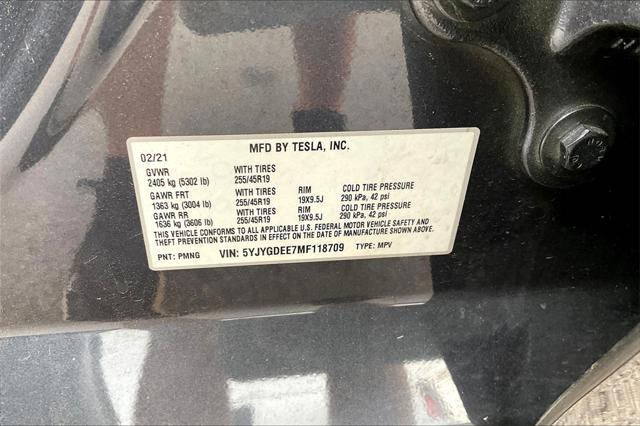 MFD BY TESLA, INC.
02/21
GVWR WITH TIRES
2405 kg (5302 lb) 255/45R19
GAWR FRT WITH TIRES RIM COLD TIRE PRESSURE
1363 kg (3004 lb) 255/45R19 19X9.5J 290 kPa, 42 psi
GAWR RR WITH TIRES RIM COLD TIRE PRESSURE
1636 kg (3606 lb) 255/45R19 19X9.5J 290 kPa, 42 psi
THIS VEHICLE CONFORMS TO ALL APPLICABLE U.S. FEDERAL MOTOR VEHICLE SAFETY AND
THEFT PREVENTION STANDARDS IN EFFECT ON THE DATE OF MANUFACTURE SHOWN ABOVE.
PNT: PMNG VIN: 5YJYGDEE7MF118709 TYPE: MPV